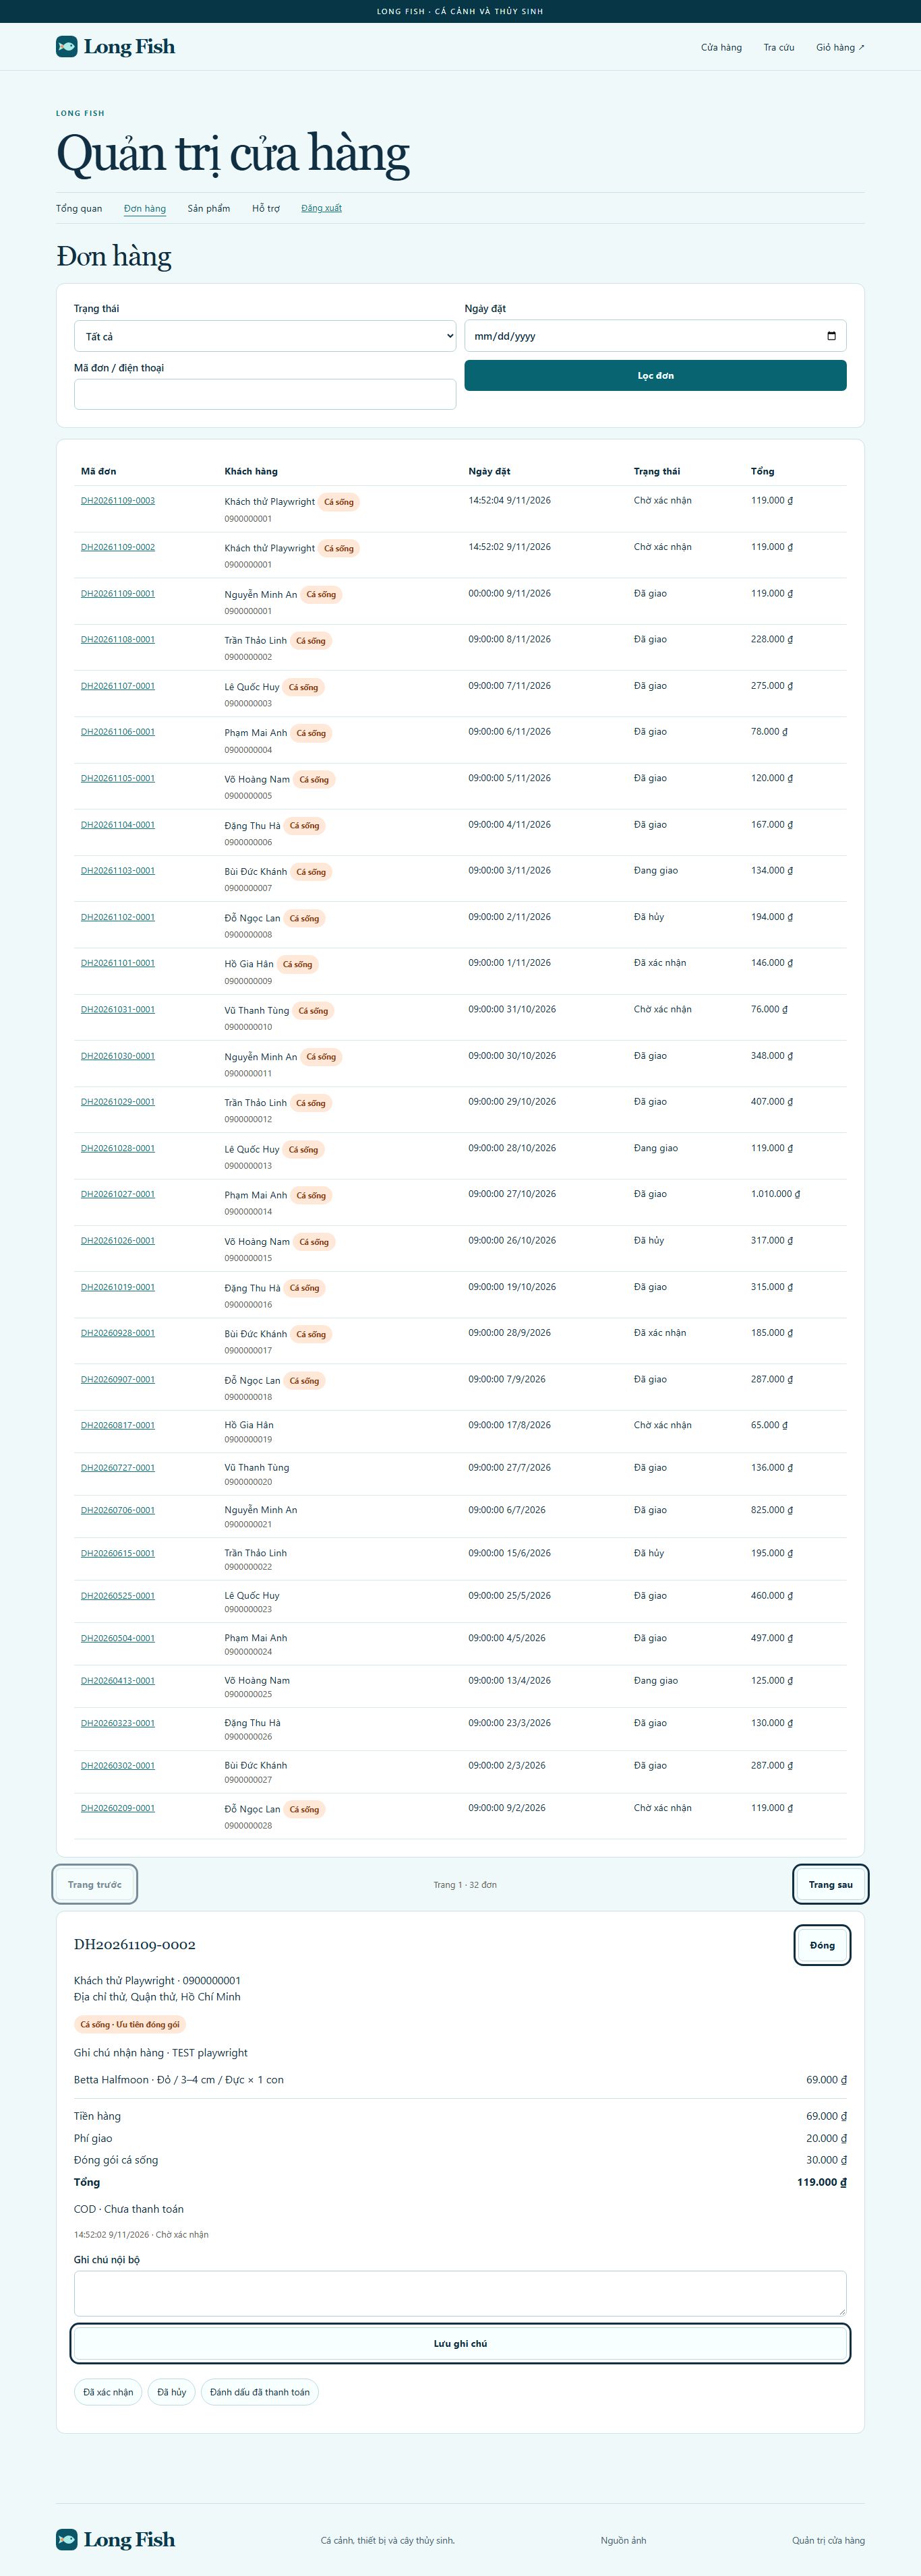 LONG FISH · CÁ CẢNH VÀ THỦY SINH
Long Fish
Cửa hàng Tra cứu Giỏ hàng ↗
LONG FISH
Quản trị cửa hàng
Tổng quan Đơn hàng Sản phẩm Hỗ trợ Đăng xuất
Đơn hàng
Trạng thái Ngày đặt
Tất cả mm/dd/yyyy
Mã đơn / điện thoại Lọc đơn
Mã đơn Khách hàng Ngày đặt Trạng thái Tổng
DH20261109-0003 Khách thử Playwright Cá sống 14:52:04 9/11/2026 Chờ xác nhận 119.000 ₫
0900000001
DH20261109-0002 Khách thử Playwright Cá sống 14:52:02 9/11/2026 Chờ xác nhận 119.000 ₫
0900000001
DH20261109-0001 Nguyễn Minh An Cá sống 00:00:00 9/11/2026 Đã giao 119.000 ₫
0900000001
DH20261108-0001 Trần Thảo Linh Cá sống 09:00:00 8/11/2026 Đã giao 228.000 ₫
0900000002
DH20261107-0001 Lê Quốc Huy Cá sống 09:00:00 7/11/2026 Đã giao 275.000 ₫
0900000003
DH20261106-0001 Phạm Mai Anh Cá sống 09:00:00 6/11/2026 Đã giao 78.000 ₫
0900000004
DH20261105-0001 Võ Hoàng Nam Cá sống 09:00:00 5/11/2026 Đã giao 120.000 ₫
0900000005
DH20261104-0001 Đặng Thu Hà Cá sống 09:00:00 4/11/2026 Đã giao 167.000 ₫
0900000006
DH20261103-0001 Bùi Đức Khánh Cá sống 09:00:00 3/11/2026 Đang giao 134.000 ₫
0900000007
DH20261102-0001 Đỗ Ngọc Lan Cá sống 09:00:00 2/11/2026 Đã hủy 194.000 ₫
0900000008
DH20261101-0001 Hồ Gia Hân Cá sống 09:00:00 1/11/2026 Đã xác nhận 146.000 ₫
0900000009
DH20261031-0001 Vũ Thanh Tùng Cá sống 09:00:00 31/10/2026 Chờ xác nhận 76.000 ₫
0900000010
DH20261030-0001 Nguyễn Minh An Cá sống 09:00:00 30/10/2026 Đã giao 348.000 ₫
0900000011
DH20261029-0001 Trần Thảo Linh Cá sống 09:00:00 29/10/2026 Đã giao 407.000 ₫
0900000012
DH20261028-0001 Lê Quốc Huy Cá sống 09:00:00 28/10/2026 Đang giao 119.000 ₫
0900000013
DH20261027-0001 Phạm Mai Anh Cá sống 09:00:00 27/10/2026 Đã giao 1.010.000 ₫
0900000014
DH20261026-0001 Võ Hoàng Nam Cá sống 09:00:00 26/10/2026 Đã hủy 317.000 ₫
0900000015
DH20261019-0001 Đặng Thu Hà Cá sống 09:00:00 19/10/2026 Đã giao 315.000 ₫
0900000016
DH20260928-0001 Bùi Đức Khánh Cá sống 09:00:00 28/9/2026 Đã xác nhận 185.000 ₫
0900000017
DH20260907-0001 Đỗ Ngọc Lan Cá sống 09:00:00 7/9/2026 Đã giao 287.000 ₫
0900000018
DH20260817-0001 Hồ Gia Hân 09:00:00 17/8/2026 Chờ xác nhận 65.000 ₫
0900000019
DH20260727-0001 Vũ Thanh Tùng 09:00:00 27/7/2026 Đã giao 136.000 ₫
0900000020
DH20260706-0001 Nguyễn Minh An 09:00:00 6/7/2026 Đã giao 825.000 ₫
0900000021
DH20260615-0001 Trần Thảo Linh 09:00:00 15/6/2026 Đã hủy 195.000 ₫
0900000022
DH20260525-0001 Lê Quốc Huy 09:00:00 25/5/2026 Đã giao 460.000 ₫
0900000023
DH20260504-0001 Phạm Mai Anh 09:00:00 4/5/2026 Đã giao 497.000 ₫
0900000024
DH20260413-0001 Võ Hoàng Nam 09:00:00 13/4/2026 Đang giao 125.000 ₫
0900000025
DH20260323-0001 Đặng Thu Hà 09:00:00 23/3/2026 Đã giao 130.000 ₫
0900000026
DH20260302-0001 Bùi Đức Khánh 09:00:00 2/3/2026 Đã giao 287.000 ₫
0900000027
DH20260209-0001 Đỗ Ngọc Lan Cá sống 09:00:00 9/2/2026 Chờ xác nhận 119.000 ₫
0900000028
Trang trước Trang 1 · 32 đơn Trang sau
DH20261109-0002 Đóng
Khách thử Playwright · 0900000001
Địa chỉ thử, Quận thử, Hồ Chí Minh
Cá sống · Ưu tiên đóng gói
Ghi chú nhận hàng · TEST playwright
Betta Halfmoon · Đỏ / 3–4 cm / Đực × 1 con 69.000 ₫
Tiền hàng 69.000 ₫
Phí giao 20.000 ₫
Đóng gói cá sống 30.000 ₫
Tổng 119.000 ₫
COD · Chưa thanh toán
14:52:02 9/11/2026 · Chờ xác nhận
Ghi chú nội bộ
Lưu ghi chú
Đã xác nhận Đã hủy Đánh dấu đã thanh toán
Long Fish Cá cảnh, thiết bị và cây thủy sinh. Nguồn ảnh Quản trị cửa hàng